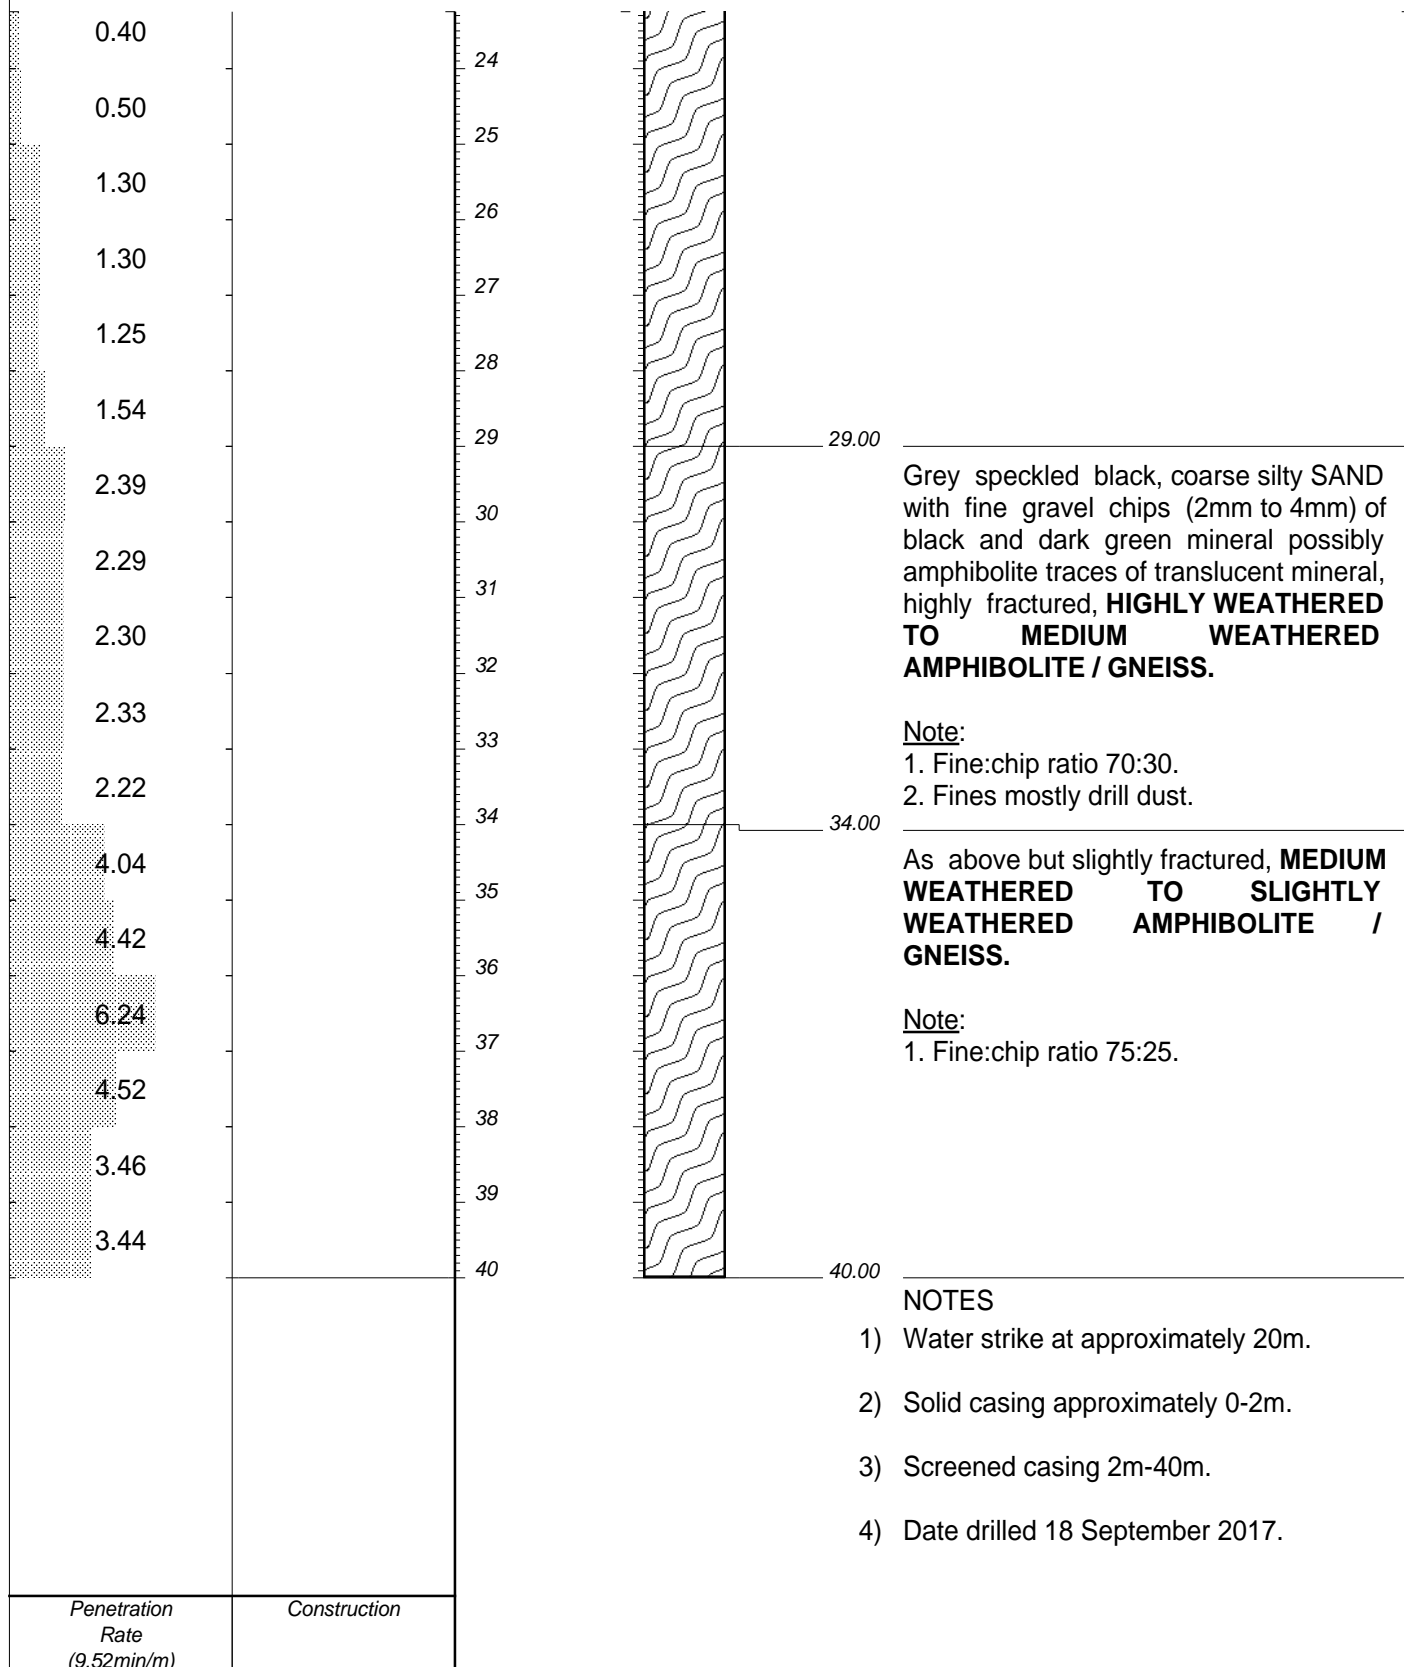 0.40
24
0.50
25
1.30
26
1.30
27
1.25
28
1.54
29
29.00
2.39
30
2.29
31
2.30
32
2.33
33
2.22
34
34.00
4.04
35
4.42
36
6.24
37
4.52
38
3.46
39
3.44
40
40.00
Grey speckled black, coarse silty SAND
with fine gravel chips (2mm to 4mm) of
black and dark green mineral possibly
amphibolite traces of translucent mineral,
highly fractured, HIGHLY WEATHERED
TO MEDIUM WEATHERED
AMPHIBOLITE / GNEISS.
Note:
1. Fine:chip ratio 70:30.
2. Fines mostly drill dust.
As above but slightly fractured, MEDIUM
WEATHERED TO SLIGHTLY
WEATHERED AMPHIBOLITE /
GNEISS.
Note:
1. Fine:chip ratio 75:25.
NOTES
1) Water strike at approximately 20m.
2) Solid casing approximately 0-2m.
3) Screened casing 2m-40m.
4) Date drilled 18 September 2017.
Penetration
Rate
(9.52min/m)
Construction